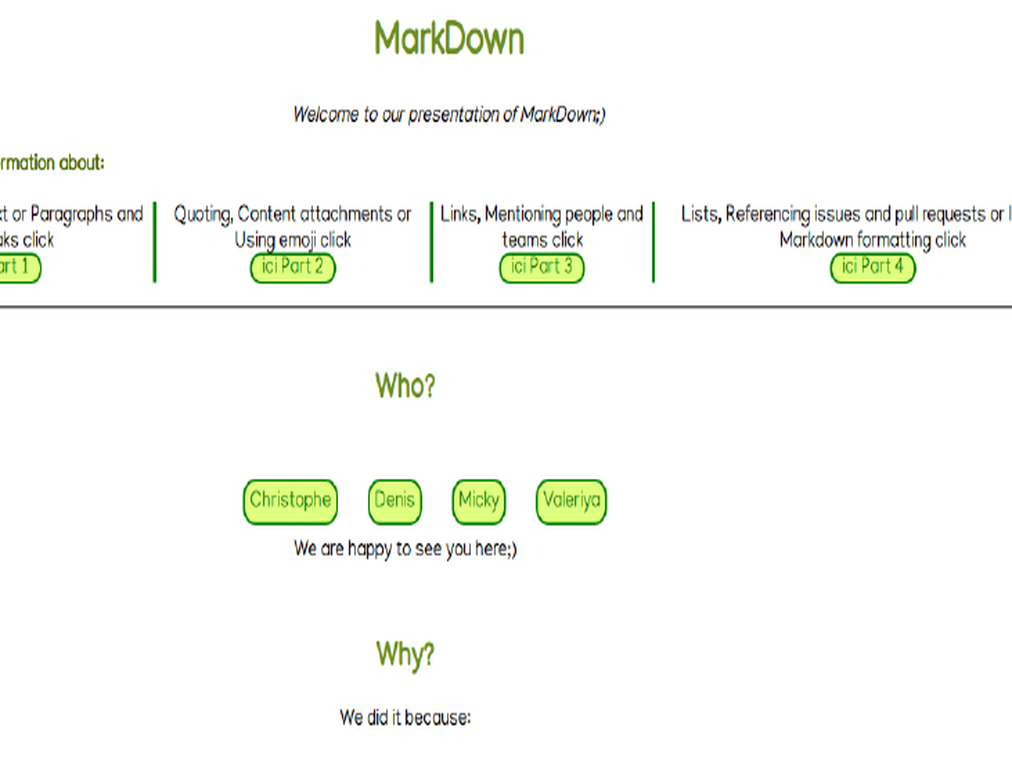 MarkDown
Welcome to our presentation of MarkDown;)
rmation about:
t or Paragraphs and
aks click
art 1
Quoting, Content attachments or
Using emoji click
ici Part 2
Links, Mentioning people and
teams click
ici Part 3
Lists, Referencing issues and pull requests or
Markdown formatting click
ici Part 4
Who?
Christophe
Denis
Micky
Valeriya
We are happy to see you here;)
Why?
We did it because: